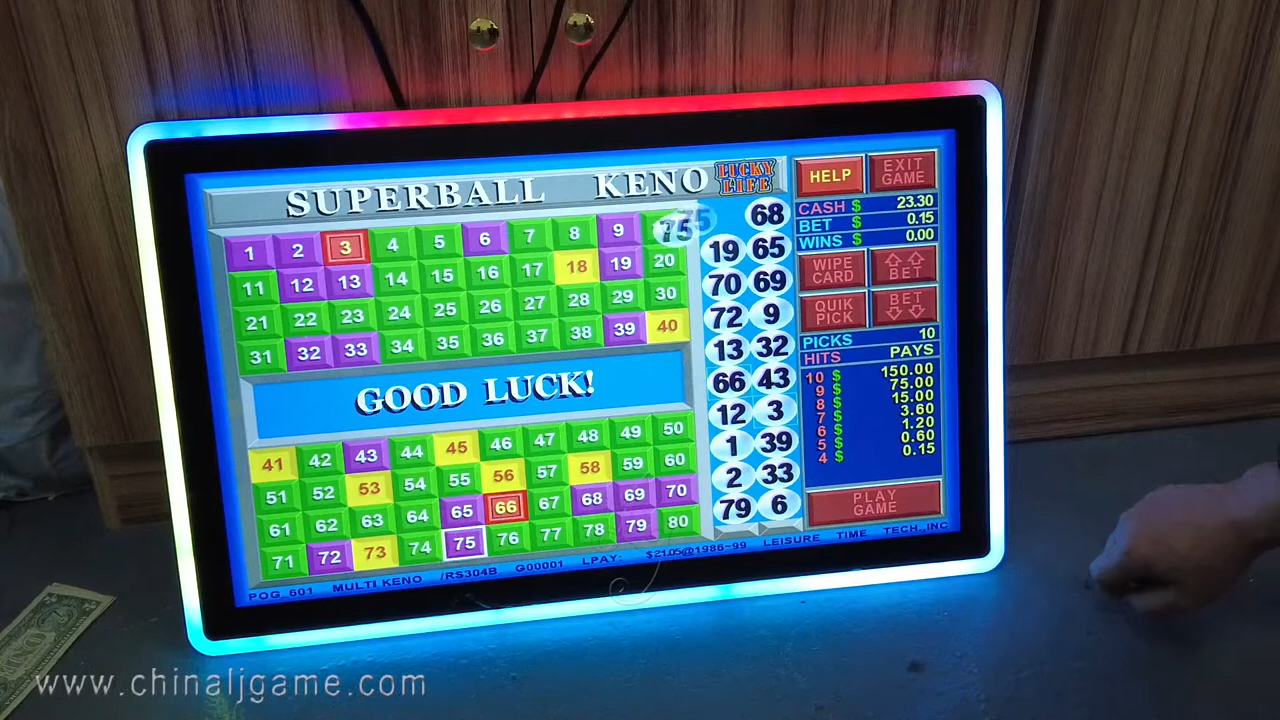 SUPERBALL KENO LUCKY LIFE
HELP EXIT GAME
CASH $ 23.30
BET $ 0.15
WINS $ 0.00
WIPE CARD BET
QUIK PICK BET
PICKS 10
HITS PAYS
10 $ 150.00
9 $ 75.00
8 $ 15.00
7 $ 3.60
6 $ 1.20
5 $ 0.60
4 $ 0.15
PLAY GAME
1 2 3 4 5 6 7 8 9 75 75
11 12 13 14 15 16 17 18 19 20
21 22 23 24 25 26 27 28 29 30
31 32 33 34 35 36 37 38 39 40
GOOD LUCK!
41 42 43 44 45 46 47 48 49 50
51 52 53 54 55 56 57 58 59 60
61 62 63 64 65 66 67 68 69 70
71 72 73 74 75 76 77 78 79 80
68
19 65
70 69
72 9
13 32
66 43
12 3
1 39
2 33
79 6
POG_601 MULTI KENO /RS304B G00001 LPAY: $21.05@1986-99 LEISURE TIME TECH.,INC
www.chinaljgame.com